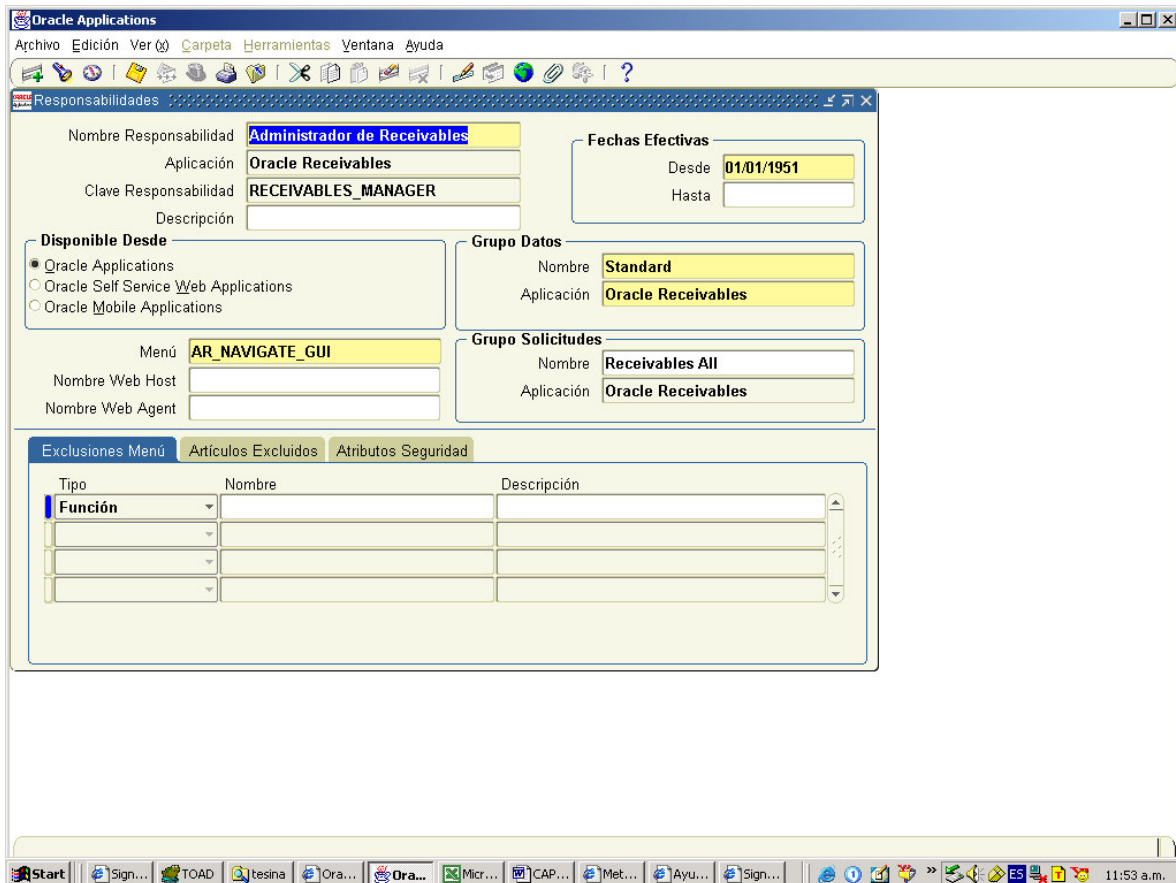 Oracle Applications
Archivo Edición Ver (x) Carpeta Herramientas Ventana Ayuda
Responsabilidades
Nombre Responsabilidad Administrador de Receivables
Aplicación Oracle Receivables
Clave Responsabilidad RECEIVABLES_MANAGER
Descripción
Fechas Efectivas
Desde 01/01/1951
Hasta
Disponible Desde
Oracle Applications
Oracle Self Service Web Applications
Oracle Mobile Applications
Grupo Datos
Nombre Standard
Aplicación Oracle Receivables
Menú AR_NAVIGATE_GUI
Nombre Web Host
Nombre Web Agent
Grupo Solicitudes
Nombre Receivables All
Aplicación Oracle Receivables
Exclusiones Menú Artículos Excluidos Atributos Seguridad
Tipo Nombre Descripción
Función
Start Sign... TOAD tesina Ora... Ora... Micr... CAP... Met... Ayu... Sign... ES 11:53 a.m.